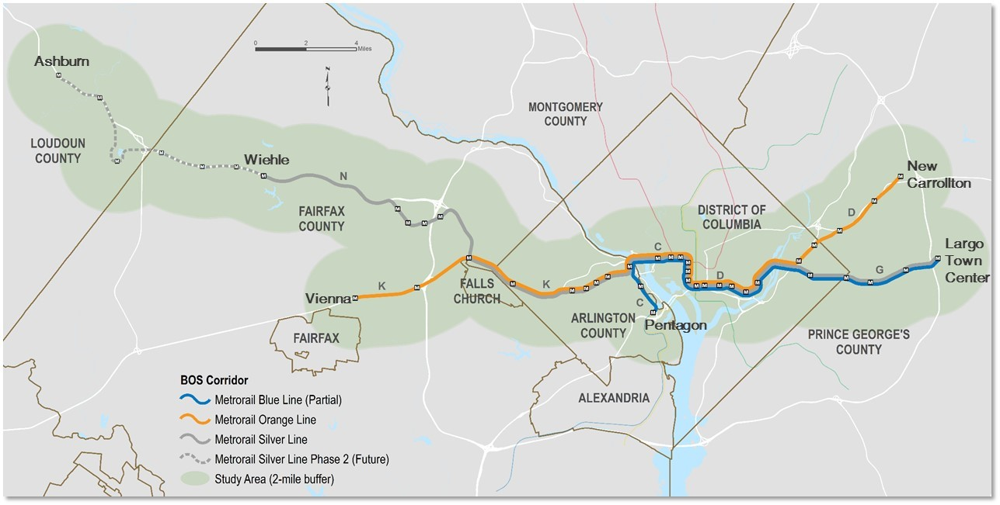 0 2 4
Miles
N
Ashburn
MONTGOMERY
COUNTY
LOUDOUN
COUNTY
Wiehle
N
New
Carrollton
FAIRFAX
COUNTY
DISTRICT OF
COLUMBIA
D
C
Largo
Town
Center
G
D
K
K
FALLS
CHURCH
Vienna
C
ARLINGTON
COUNTY
Pentagon
FAIRFAX
PRINCE GEORGE'S
COUNTY
ALEXANDRIA
BOS Corridor
Metrorail Blue Line (Partial)
Metrorail Orange Line
Metrorail Silver Line
Metrorail Silver Line Phase 2 (Future)
Study Area (2-mile buffer)